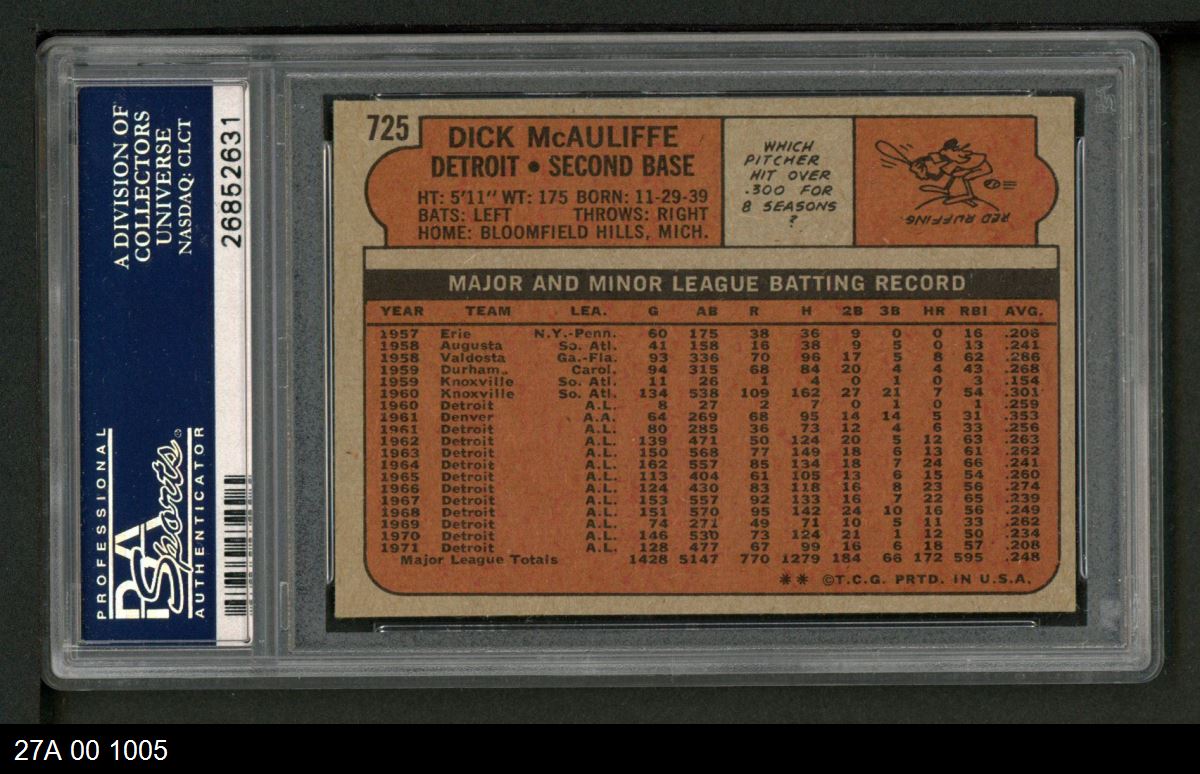 A DIVISION OF
COLLECTORS
UNIVERSE
NASDAQ: CLCT
26852631
PROFESSIONAL
PSA
Sports
AUTHENTICATOR
725
DICK McAULIFFE
DETROIT • SECOND BASE
HT: 5'11" WT: 175 BORN: 11-29-39
BATS: LEFT THROWS: RIGHT
HOME: BLOOMFIELD HILLS, MICH.
WHICH
PITCHER
HIT OVER
.300 FOR
8 SEASONS
?
RED RUFFING
MAJOR AND MINOR LEAGUE BATTING RECORD
YEAR TEAM LEA. G AB R H 2B 3B HR RBI AVG.
1957 Erie N.Y.-Penn. 60 175 38 36 9 0 0 16 .206
1958 Augusta So. Atl. 41 158 16 38 9 5 0 13 .241
1958 Valdosta Ga.-Fla. 93 336 70 96 17 5 8 62 .286
1959 Durham Carol. 94 315 68 84 20 4 4 43 .268
1959 Knoxville So. Atl. 11 26 1 4 0 1 0 3 .154
1960 Knoxville So. Atl. 134 538 109 162 27 21 7 54 .301
1960 Detroit A.L. 8 27 2 7 0 1 0 1 .259
1961 Denver A.A. 64 269 68 95 14 14 5 31 .353
1961 Detroit A.L. 80 285 36 73 12 4 6 33 .256
1962 Detroit A.L. 139 471 50 124 20 5 12 63 .263
1963 Detroit A.L. 150 568 77 149 18 6 13 61 .262
1964 Detroit A.L. 162 557 85 134 18 7 24 66 .241
1965 Detroit A.L. 113 404 61 105 13 6 15 54 .260
1966 Detroit A.L. 124 430 83 118 16 8 23 56 .274
1967 Detroit A.L. 153 557 92 133 16 7 22 65 .239
1968 Detroit A.L. 151 570 95 142 24 10 16 56 .249
1969 Detroit A.L. 74 271 49 71 10 5 11 33 .262
1970 Detroit A.L. 146 530 73 124 21 1 12 50 .234
1971 Detroit A.L. 128 477 67 99 16 6 18 57 .208
Major League Totals 1428 5147 770 1279 184 66 172 595 .248
** ©T.C.G. PRTD. IN U.S.A.
27A 00 1005